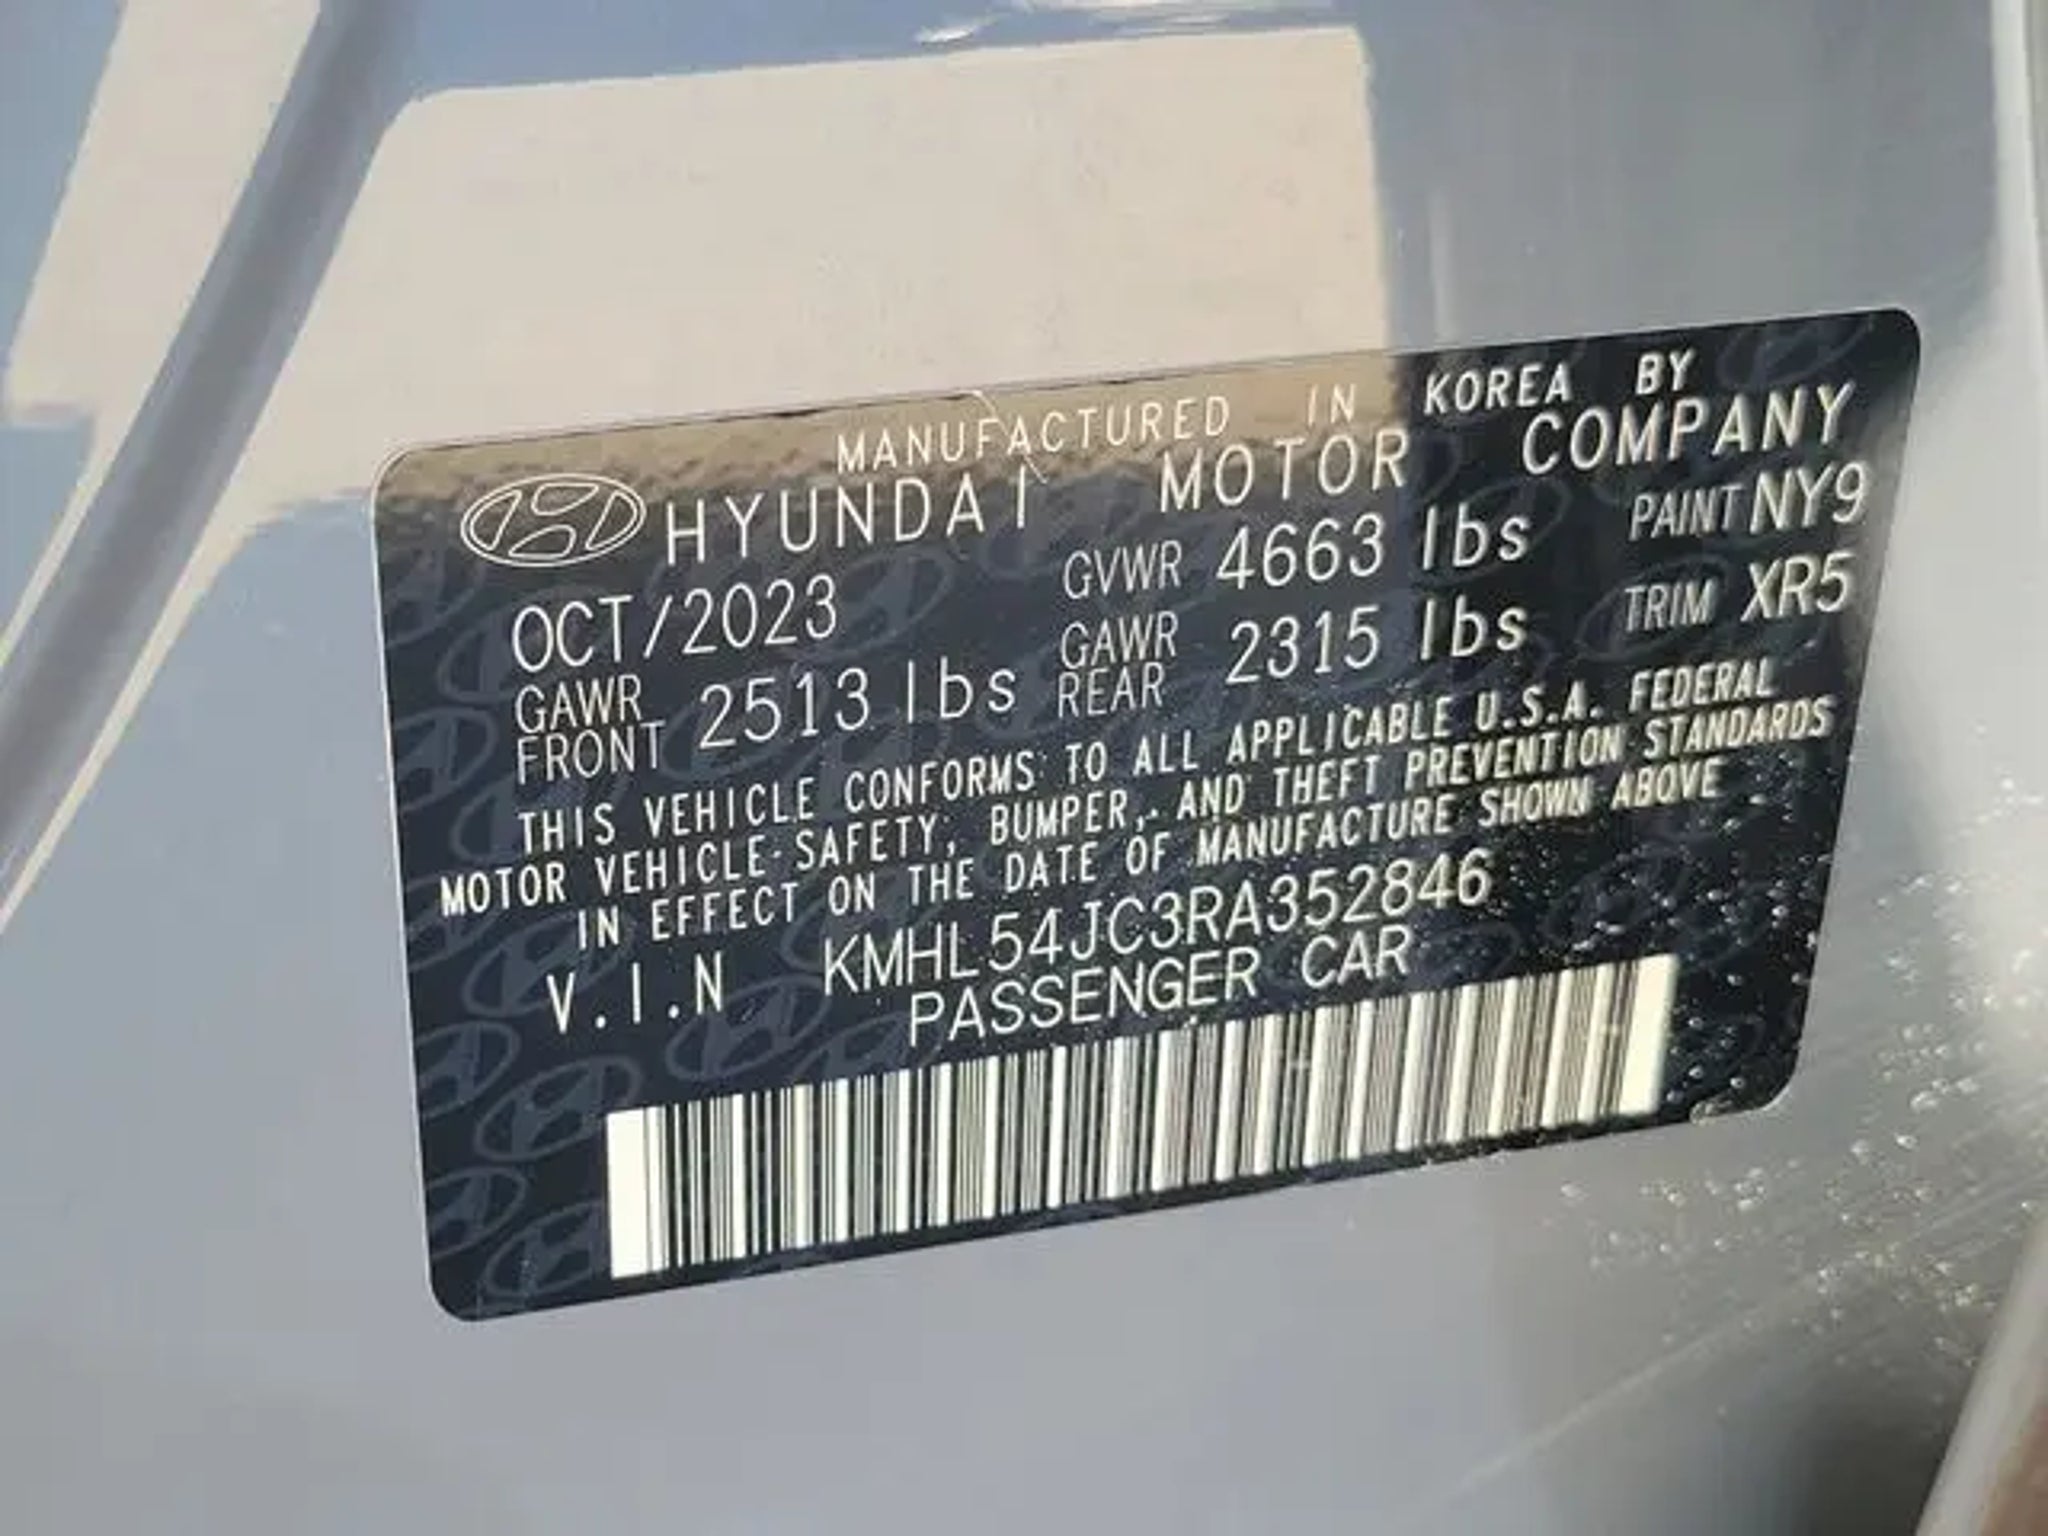 MANUFACTURED IN KOREA BY
HYUNDAI MOTOR COMPANY
OCT/2023 GVWR 4663 lbs PAINT NY9
GAWR FRONT 2513 lbs GAWR REAR 2315 lbs TRIM XR5
THIS VEHICLE CONFORMS TO ALL APPLICABLE U.S.A. FEDERAL
MOTOR VEHICLE SAFETY, BUMPER, AND THEFT PREVENTION STANDARDS
IN EFFECT ON THE DATE OF MANUFACTURE SHOWN ABOVE
V.I.N KMHL54JC3RA352846
PASSENGER CAR